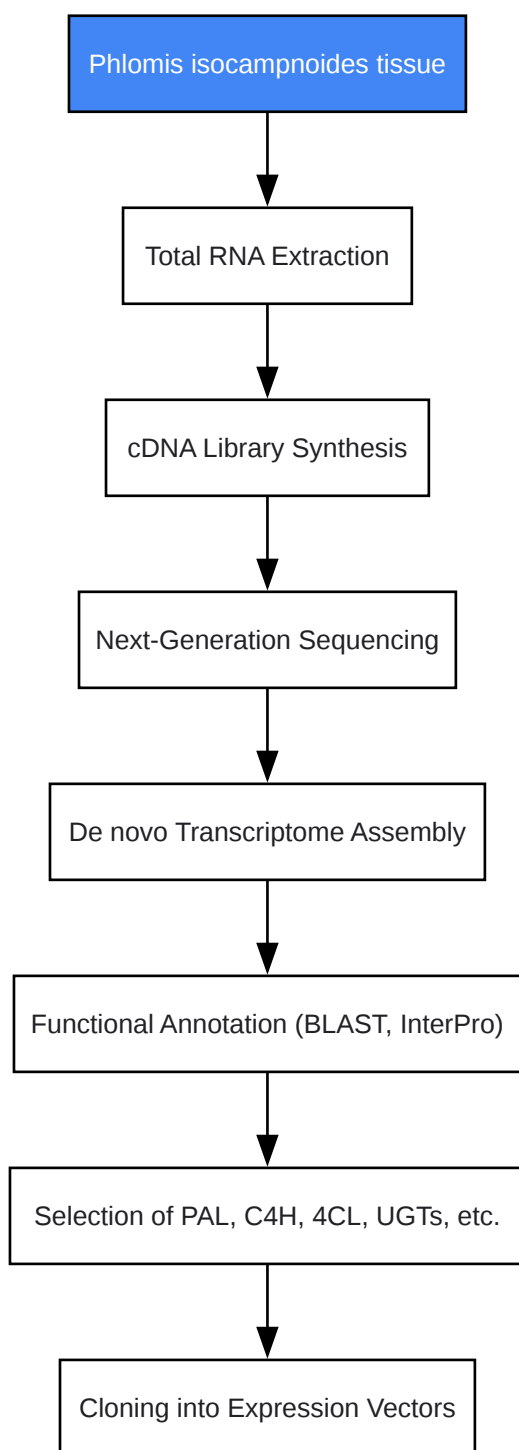 Phlomis isocampnoides tissue
Total RNA Extraction
cDNA Library Synthesis
Next-Generation Sequencing
De novo Transcriptome Assembly
Functional Annotation (BLAST, InterPro)
Selection of PAL, C4H, 4CL, UGTs, etc.
Cloning into Expression Vectors